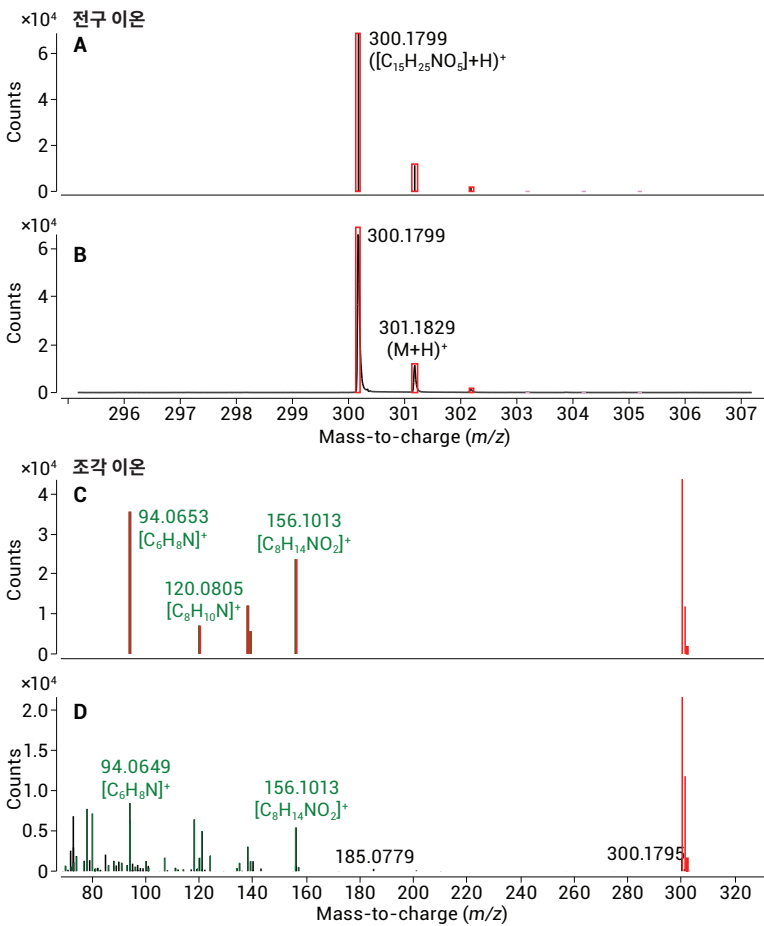 전구 이온
×10⁴
A
300.1799
([C₁₅H₂₅NO₅]+H)⁺
6
4
2
0
Counts
×10⁴
B
300.1799
301.1829
(M+H)⁺
6
4
2
0
Counts
296 297 298 299 300 301 302 303 304 305 306 307
Mass-to-charge (m/z)
조각 이온
×10⁴
C
94.0653
[C₆H₈N]⁺
156.1013
[C₈H₁₄NO₂]⁺
120.0805
[C₈H₁₀N]⁺
4
3
2
1
0
Counts
×10⁴
D
94.0649
[C₆H₈N]⁺
156.1013
[C₈H₁₄NO₂]⁺
185.0779
300.1795
2.0
1.5
1.0
0.5
0
Counts
80 100 120 140 160 180 200 220 240 260 280 300 320
Mass-to-charge (m/z)